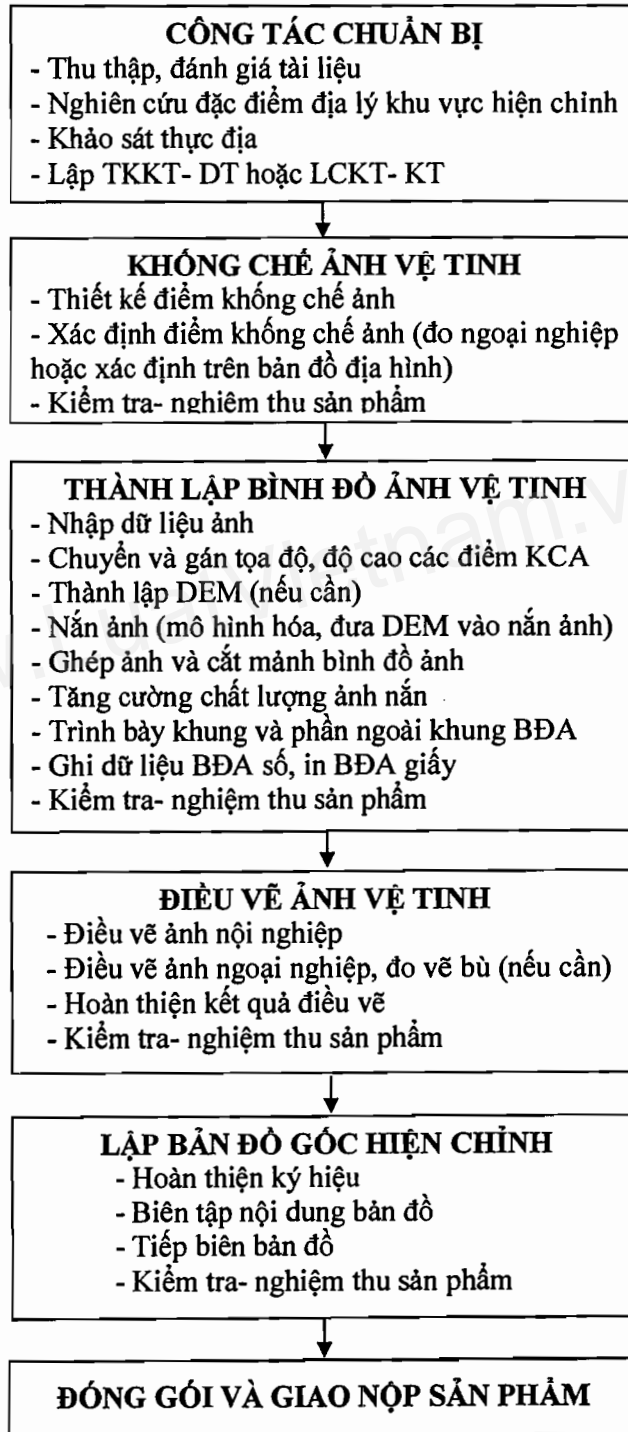 CÔNG TÁC CHUẨN BỊ
- Thu thập, đánh giá tài liệu
- Nghiên cứu đặc điểm địa lý khu vực hiện chỉnh
- Khảo sát thực địa
- Lập TKKT- DT hoặc LCKT- KT
KHỐNG CHẾ ẢNH VỆ TINH
- Thiết kế điểm khống chế ảnh
- Xác định điểm khống chế ảnh (đo ngoại nghiệp
hoặc xác định trên bản đồ địa hình)
- Kiểm tra- nghiệm thu sản phẩm
THÀNH LẬP BÌNH ĐỒ ẢNH VỆ TINH
- Nhập dữ liệu ảnh
- Chuyển và gán tọa độ, độ cao các điểm KCA
- Thành lập DEM (nếu cần)
- Nắn ảnh (mô hình hóa, đưa DEM vào nắn ảnh)
- Ghép ảnh và cắt mảnh bình đồ ảnh
- Tăng cường chất lượng ảnh nắn
- Trình bày khung và phần ngoài khung BĐA
- Ghi dữ liệu BĐA số, in BĐA giấy
- Kiểm tra- nghiệm thu sản phẩm
ĐIỀU VẼ ẢNH VỆ TINH
- Điều vẽ ảnh nội nghiệp
- Điều vẽ ảnh ngoại nghiệp, đo vẽ bù (nếu cần)
- Hoàn thiện kết quả điều vẽ
- Kiểm tra- nghiệm thu sản phẩm
LẬP BẢN ĐỒ GỐC HIỆN CHỈNH
- Hoàn thiện ký hiệu
- Biên tập nội dung bản đồ
- Tiếp biên bản đồ
- Kiểm tra- nghiệm thu sản phẩm
ĐÓNG GÓI VÀ GIAO NỘP SẢN PHẨM